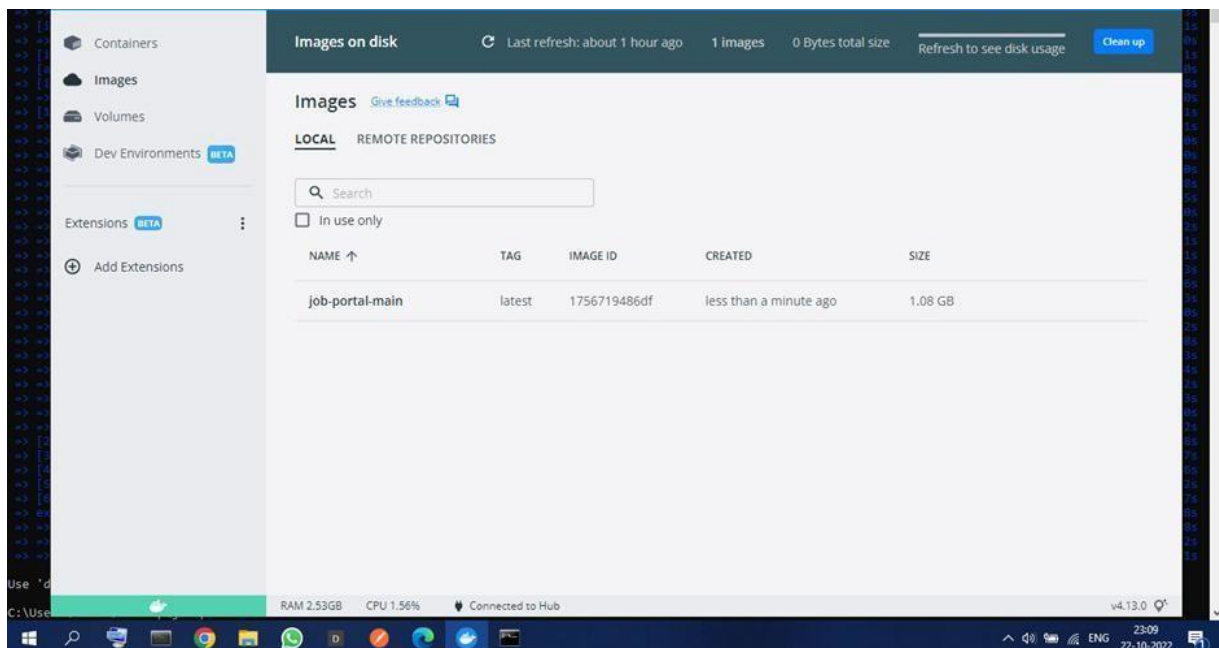 Containers
Images
Volumes
Dev Environments BETA
Extensions BETA
Add Extensions
Images on disk Last refresh: about 1 hour ago 1 images 0 Bytes total size Refresh to see disk usage Clean up
Images Give feedback
LOCAL REMOTE REPOSITORIES
Search
In use only
NAME TAG IMAGE ID CREATED SIZE
job-portal-main latest 1756719486df less than a minute ago 1.08 GB
Use 'd
C:\Use
RAM 2.53GB CPU 1.56% Connected to Hub v4.13.0
ENG 23:09
22-10-2022